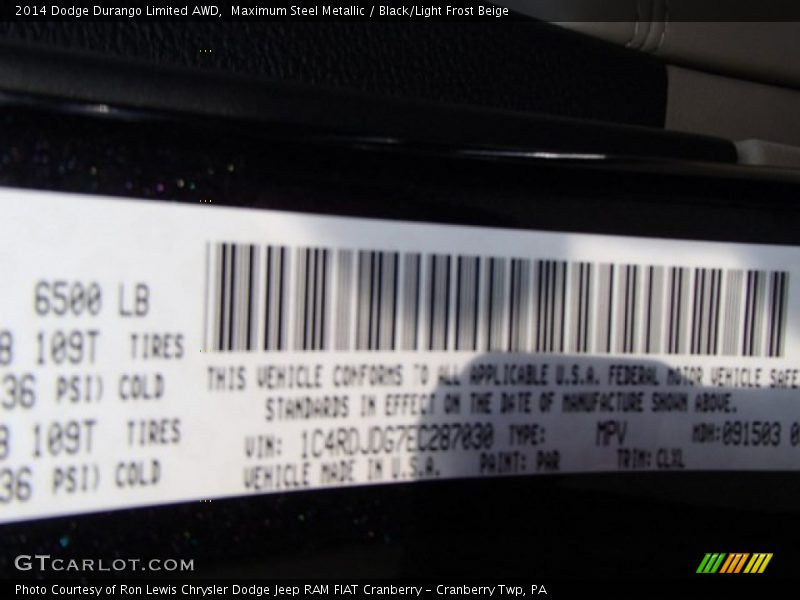 2014 Dodge Durango Limited AWD,  Maximum Steel Metallic / Black/Light Frost Beige
6500 LB
109T TIRES
36 PSI) COLD
109T TIRES
36 PSI) COLD
THIS VEHICLE CONFORMS TO ALL APPLICABLE U.S.A. FEDERAL MOTOR VEHICLE SAFE
STANDARDS IN EFFECT ON THE DATE OF MANUFACTURE SHOWN ABOVE.
VIN: 1C4RDJDG7EC287030 TYPE: MPV MDH:091503
VEHICLE MADE IN U.S.A. PAINT: PAR TRIM: CLXL
GTCARLOT.COM
Photo Courtesy of Ron Lewis Chrysler Dodge Jeep RAM FIAT Cranberry – Cranberry Twp, PA